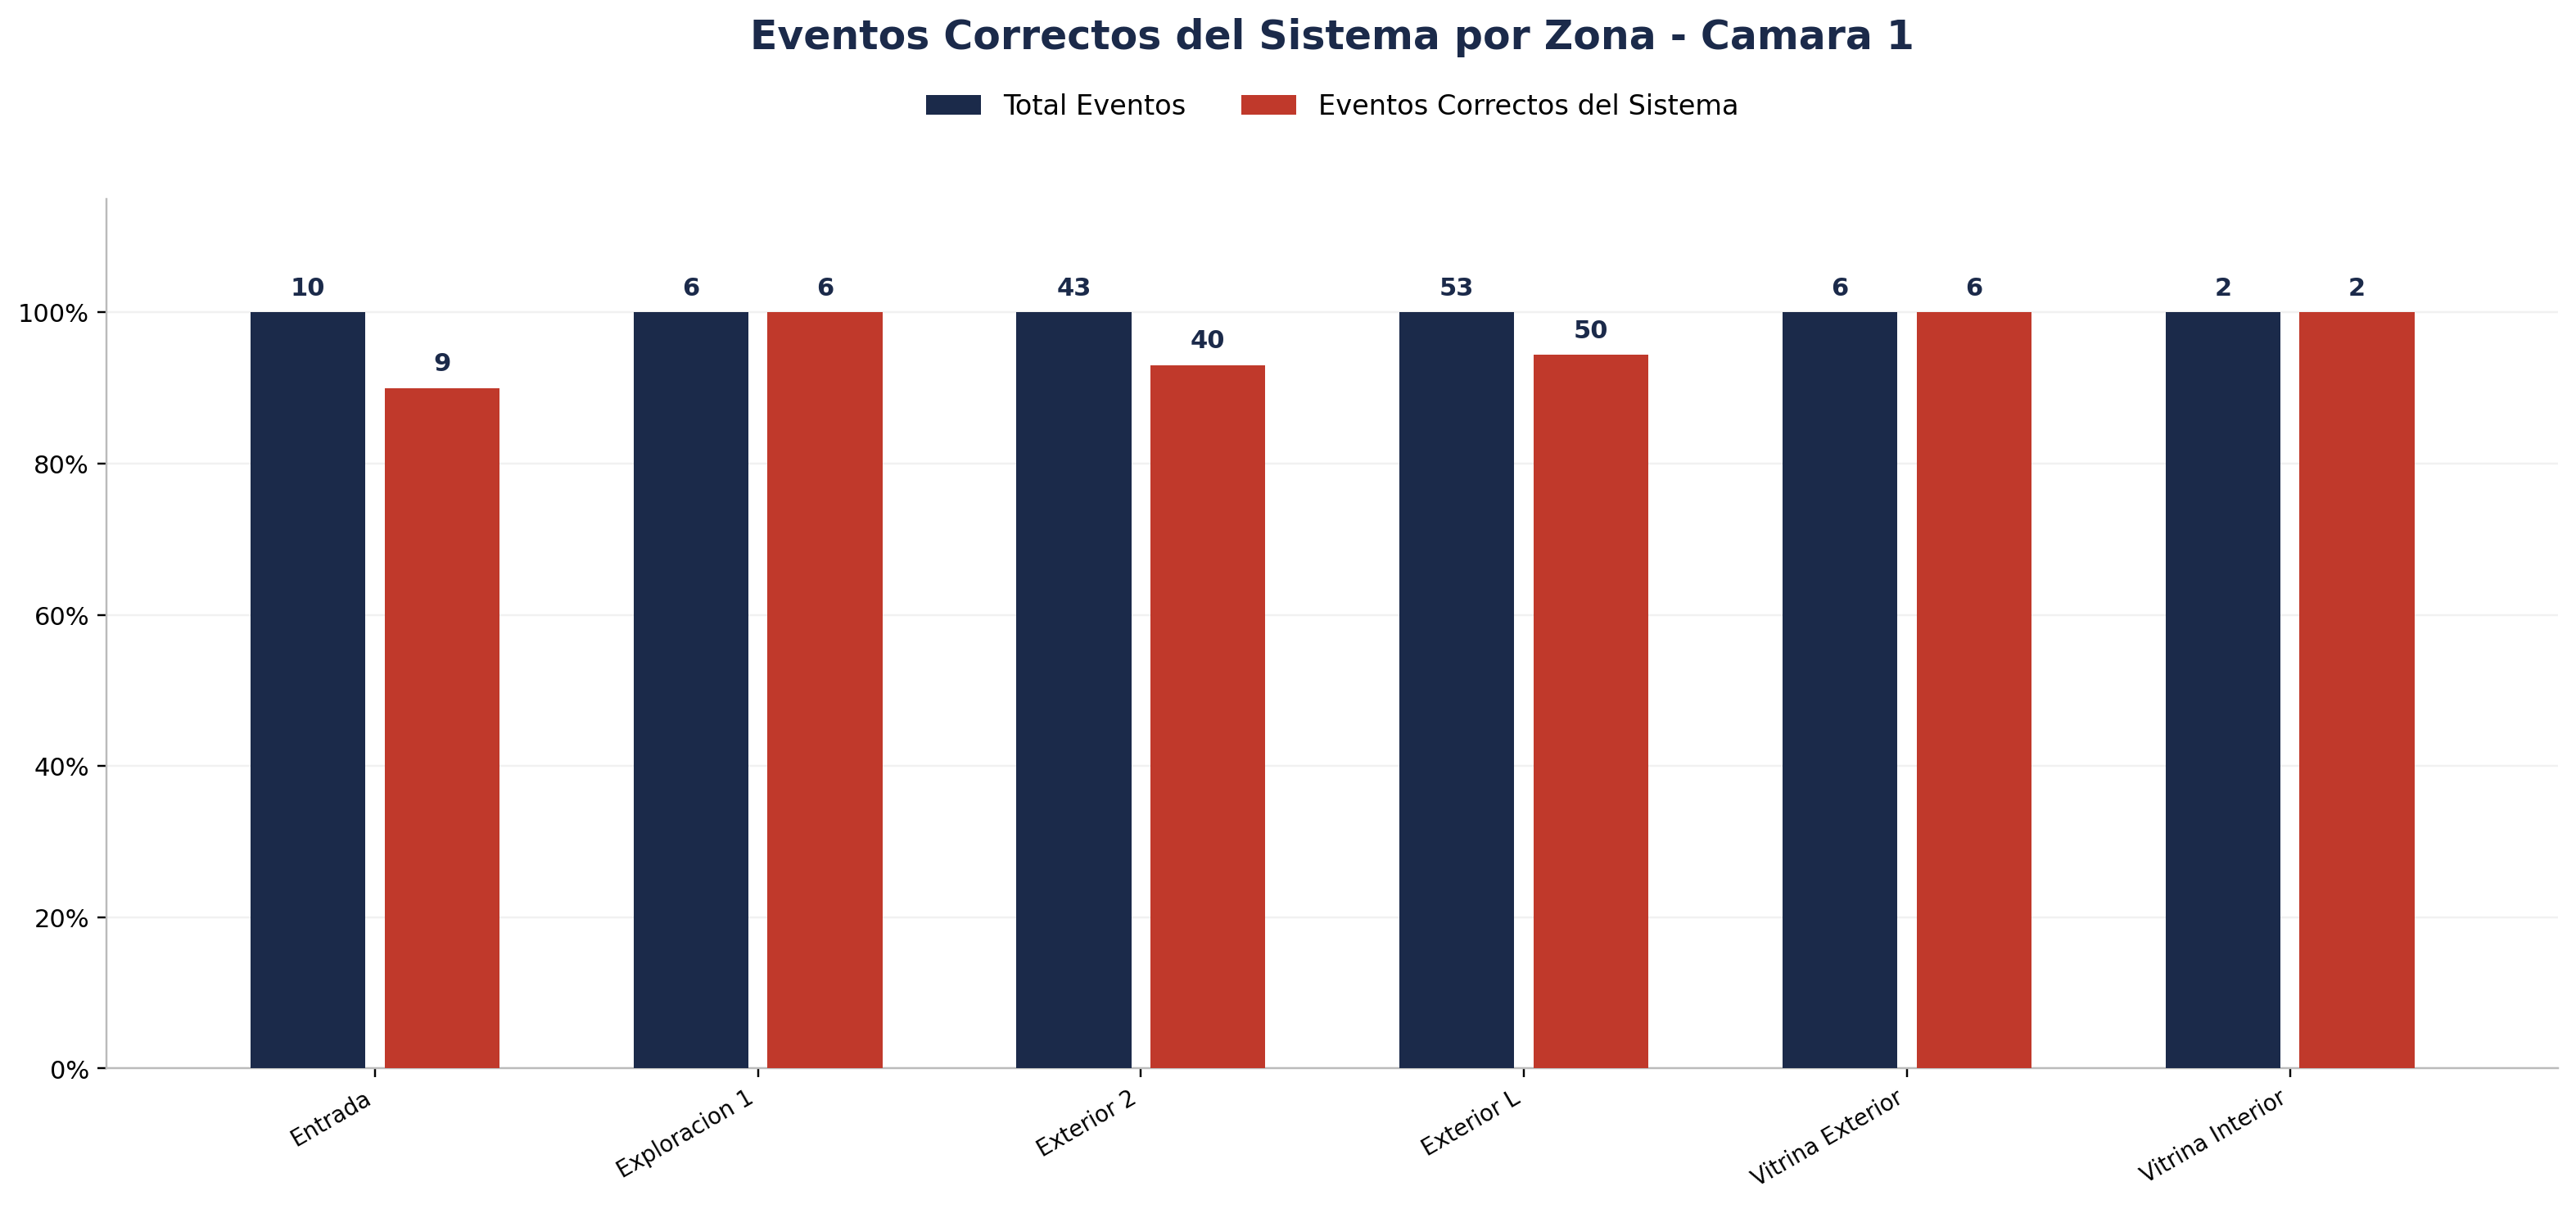 Eventos Correctos del Sistema por Zona - Camara 1
Total Eventos Eventos Correctos del Sistema
10 6 6 43 53 6 6 2 2
9 40 50
100%
80%
60%
40%
20%
0%
Entrada Exploracion 1 Exterior 2 Exterior L Vitrina Exterior Vitrina Interior